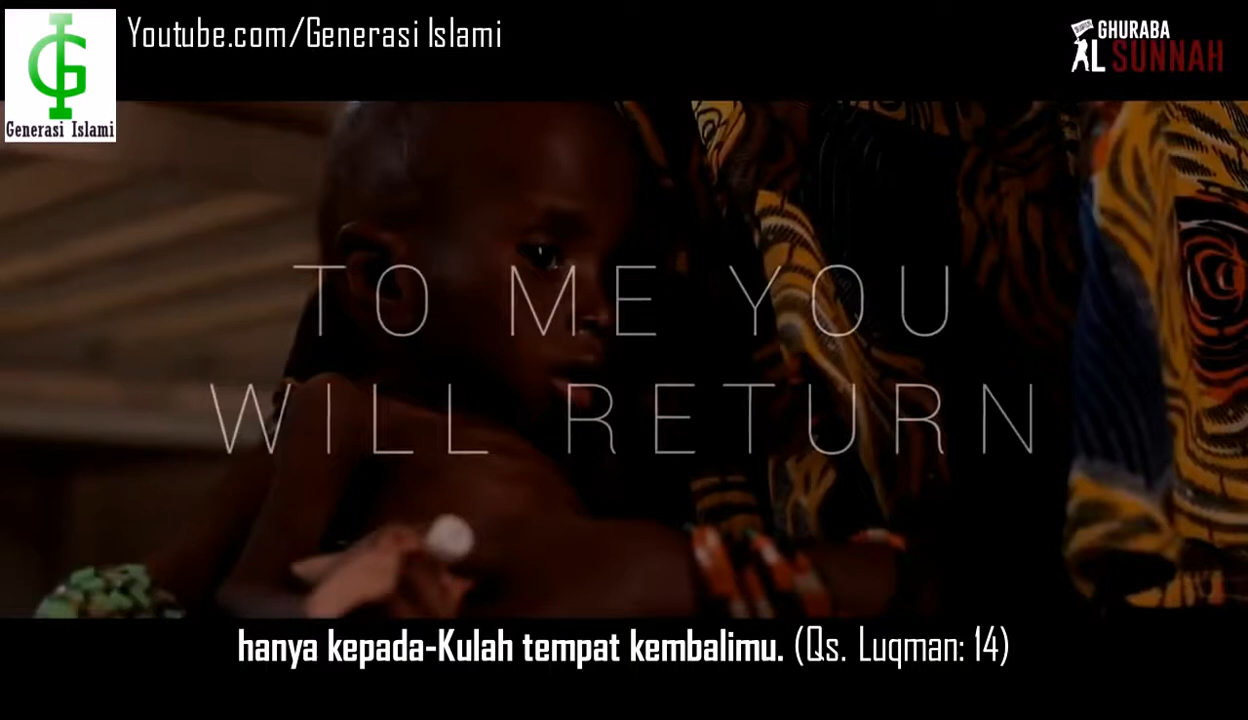 Youtube.com/Generasi Islami
GHURABA
AL SUNNAH
Generasi Islami
TO ME YOU
WILL RETURN
hanya kepada-Kulah tempat kembalimu. (Qs. Luqman: 14)